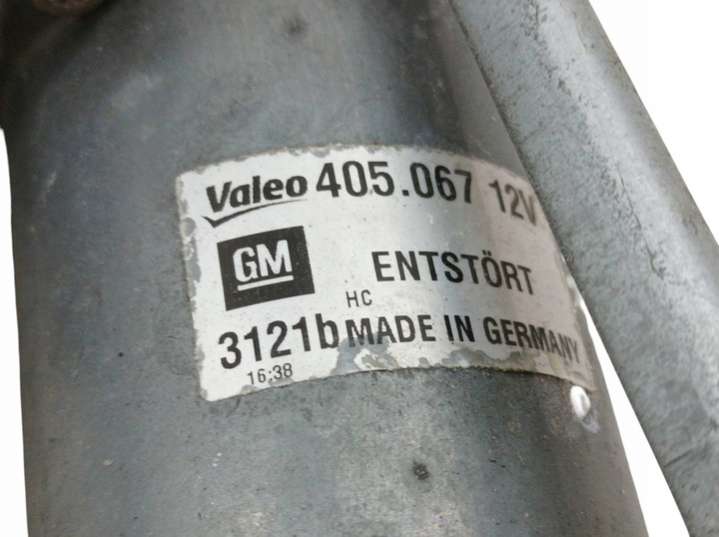 Valeo 405.067 12V
GM ENTSTÖRT
HC
3121b MADE IN GERMANY
16:38